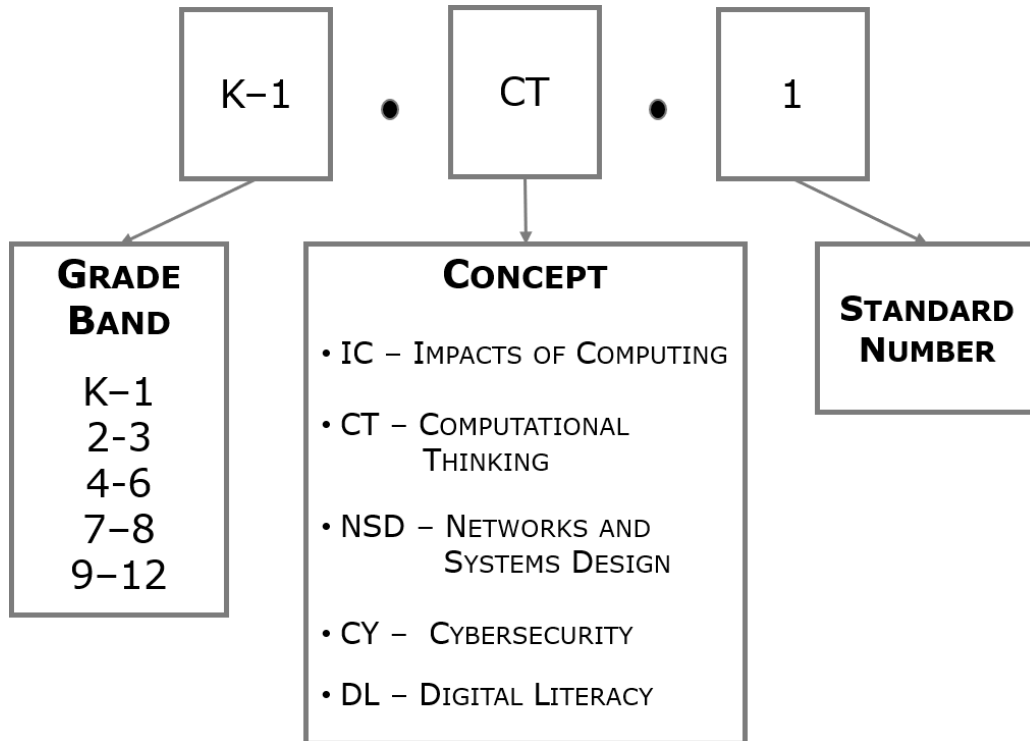 K–1 • CT • 1
GRADE
BAND
K–1
2-3
4-6
7–8
9–12
CONCEPT
• IC – IMPACTS OF COMPUTING
• CT – COMPUTATIONAL
THINKING
• NSD – NETWORKS AND
SYSTEMS DESIGN
• CY – CYBERSECURITY
• DL – DIGITAL LITERACY
STANDARD
NUMBER